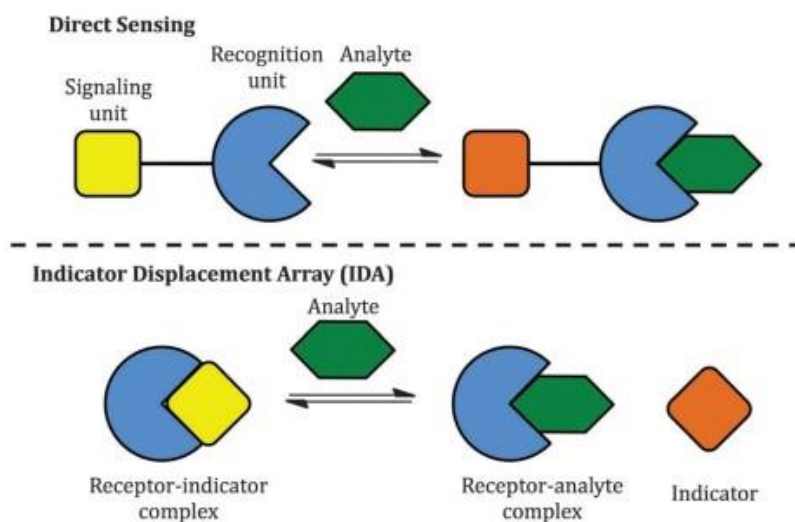 Direct Sensing
Recognition
unit
Analyte
Signaling
unit
Indicator Displacement Array (IDA)
Analyte
Receptor-indicator
complex
Receptor-analyte
complex
Indicator